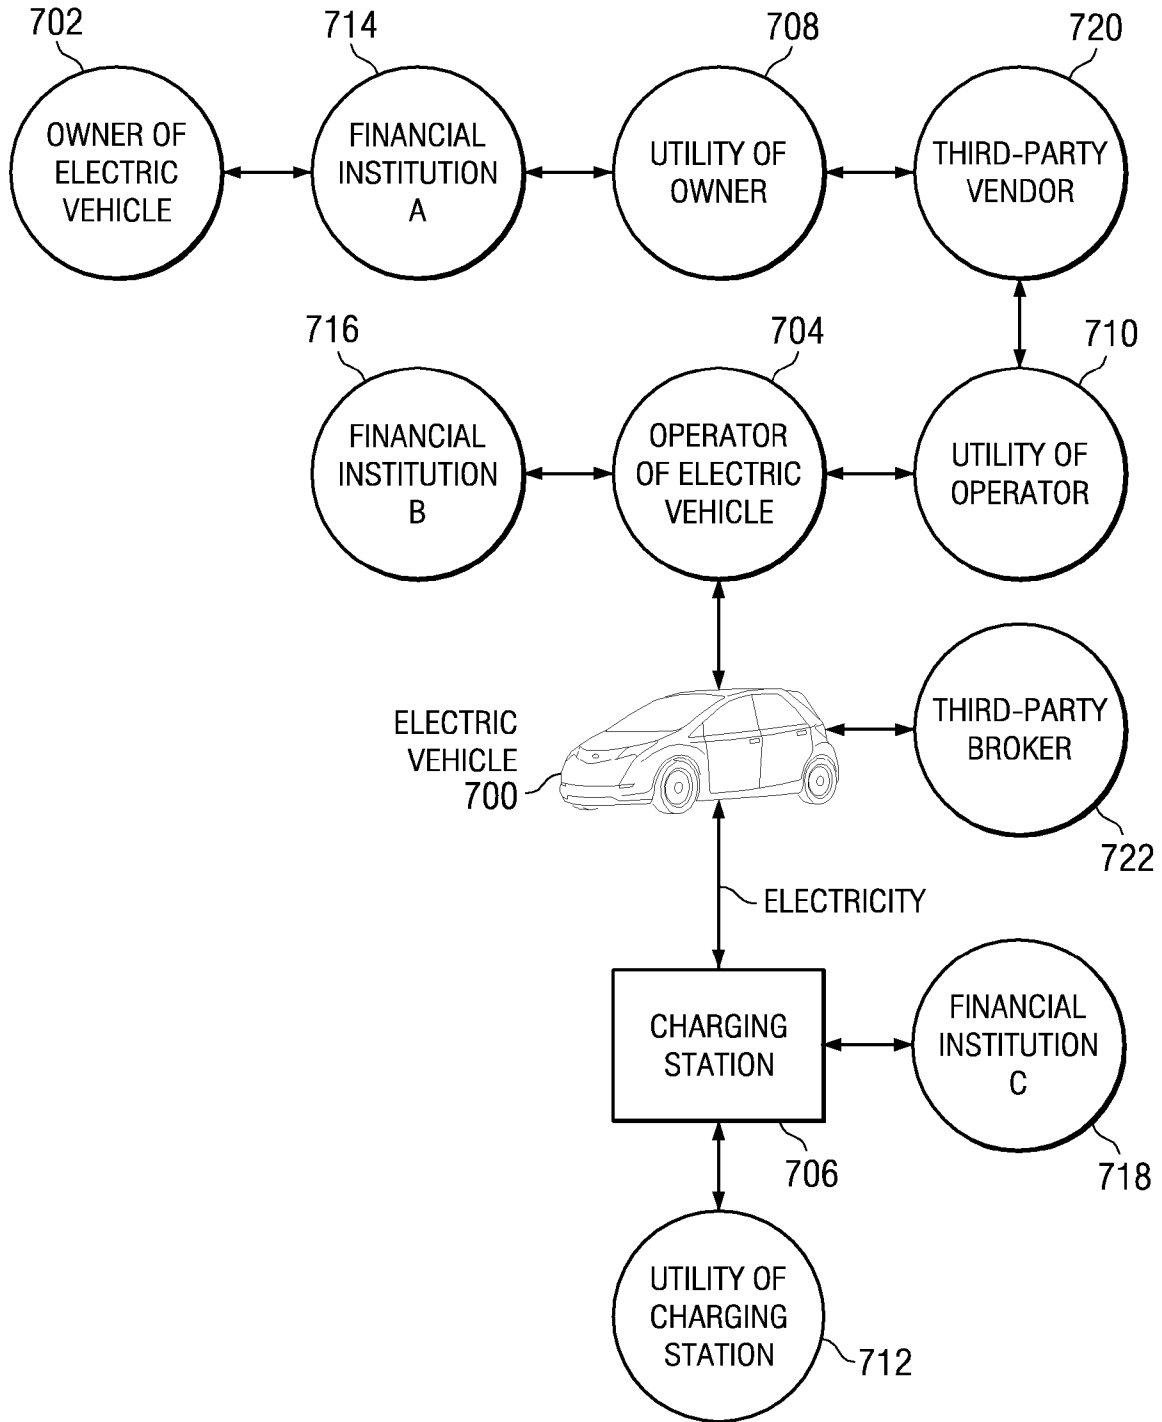 702
714
708
720
OWNER OF
ELECTRIC
VEHICLE
FINANCIAL
INSTITUTION
A
UTILITY OF
OWNER
THIRD-PARTY
VENDOR
716
704
710
FINANCIAL
INSTITUTION
B
OPERATOR
OF ELECTRIC
VEHICLE
UTILITY OF
OPERATOR
ELECTRIC
VEHICLE
700
THIRD-PARTY
BROKER
722
ELECTRICITY
CHARGING
STATION
706
FINANCIAL
INSTITUTION
C
718
UTILITY OF
CHARGING
STATION
712